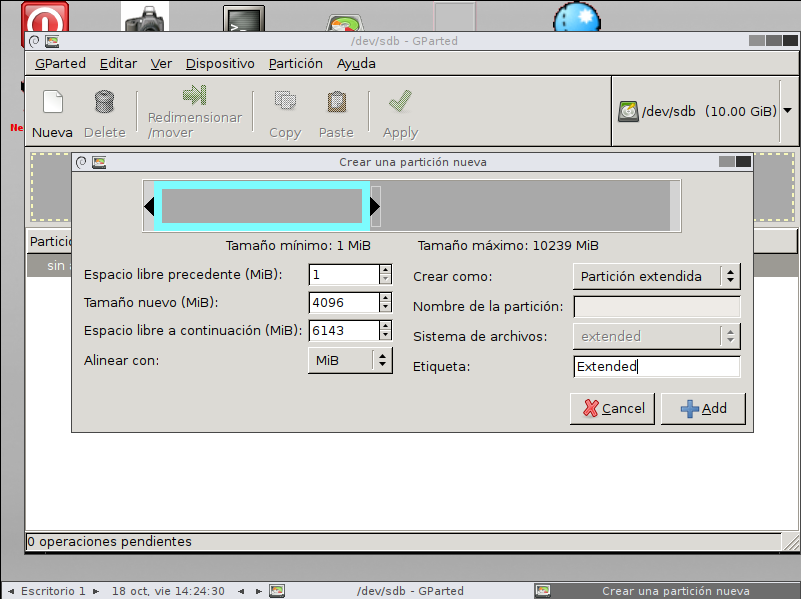 /dev/sdb - GParted
GParted Editar Ver Dispositivo Partición Ayuda
Nueva Delete Redimensionar
/mover
Copy Paste Apply
/dev/sdb (10.00 GiB)
Ne
Crear una partición nueva
Partició
sin a
Tamaño mínimo: 1 MiB Tamaño máximo: 10239 MiB
Espacio libre precedente (MiB): 1
Crear como: Partición extendida
Tamaño nuevo (MiB): 4096
Nombre de la partición:
Espacio libre a continuación (MiB): 6143
Sistema de archivos: extended
Alinear con: MiB
Etiqueta: Extended
Cancel Add
0 operaciones pendientes
Escritorio 1 18 oct, vie 14:24:30 /dev/sdb - GParted Crear una partición nueva